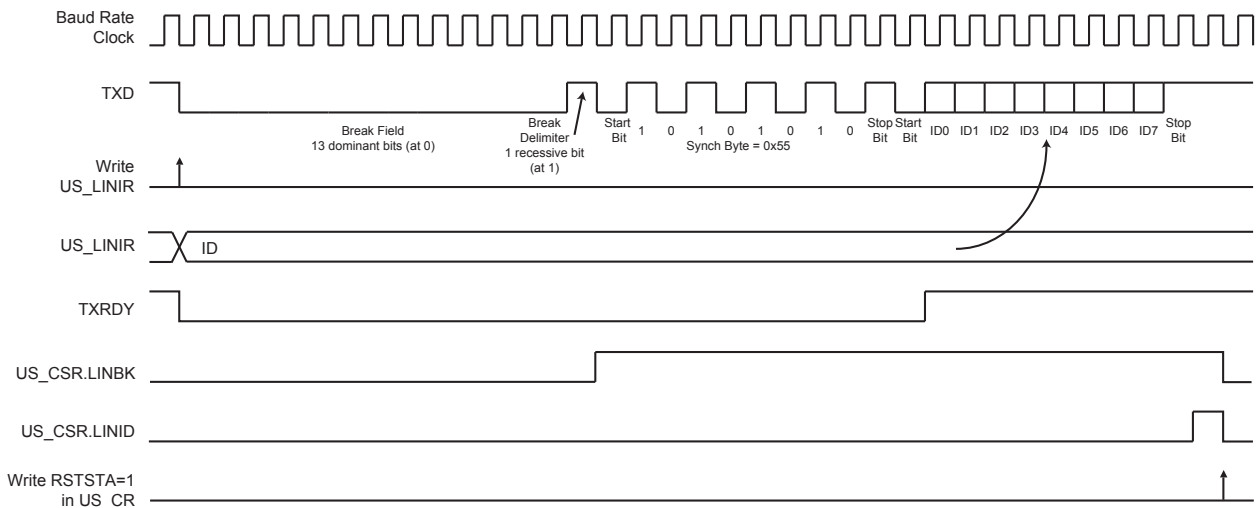 Baud Rate
Clock
TXD
Break Field
13 dominant bits (at 0)
Break
Delimiter
1 recessive bit
(at 1)
Start
Bit
1 0 1 0 1 0 1 0
Synch Byte = 0x55
Stop
Bit
Start
Bit
ID0 ID1 ID2 ID3 ID4 ID5 ID6 ID7
Stop
Bit
Write
US_LINIR
US_LINIR
ID
TXRDY
US_CSR.LINBK
US_CSR.LINID
Write RSTSTA=1
in US_CR